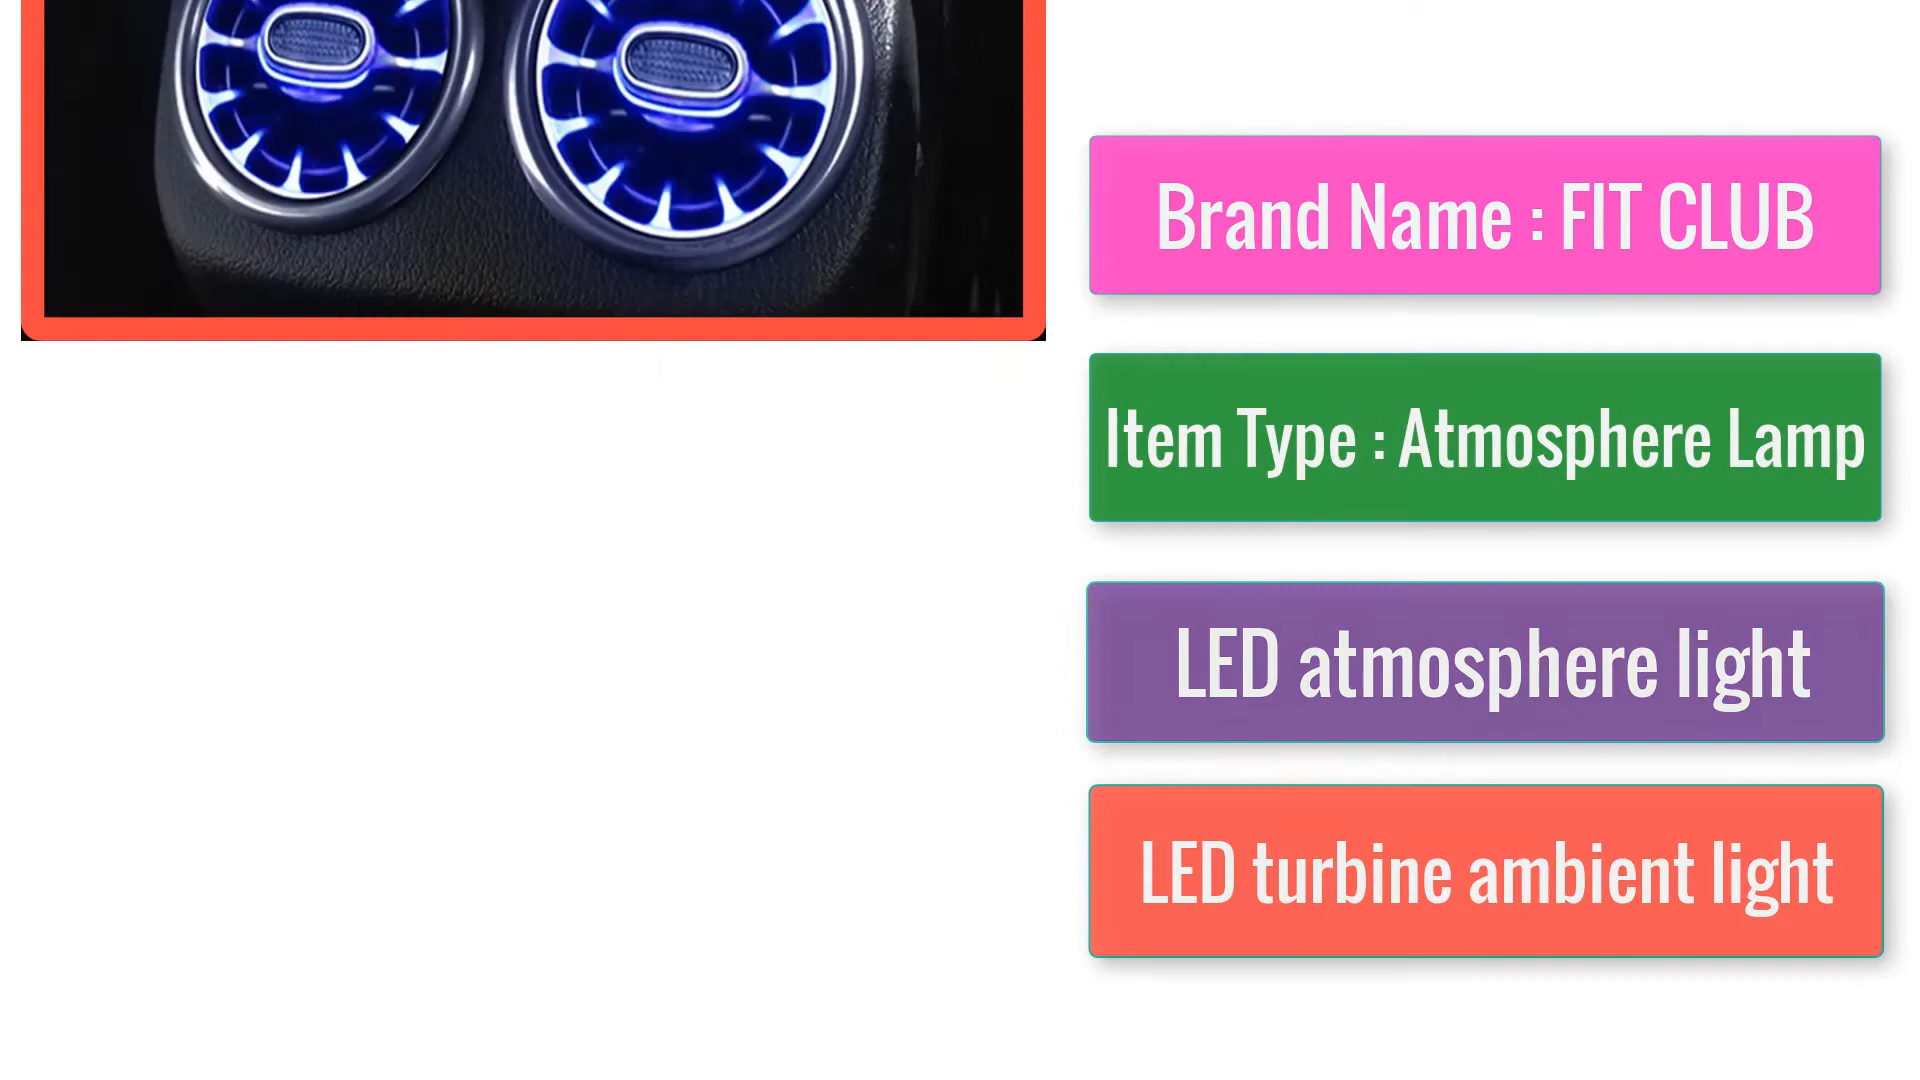 Brand Name : FIT CLUB
Item Type : Atmosphere Lamp
LED atmosphere light
LED turbine ambient light